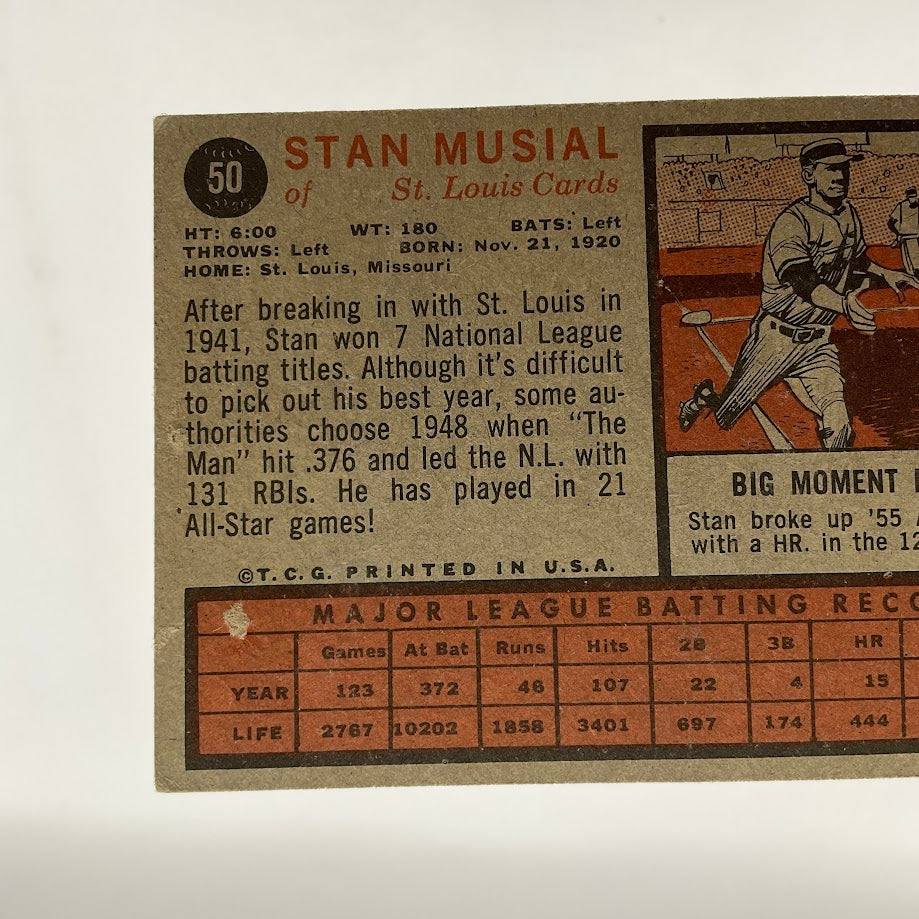 50
STAN MUSIAL
of St. Louis Cards
HT: 6:00 WT: 180 BATS: Left
THROWS: Left BORN: Nov. 21, 1920
HOME: St. Louis, Missouri
After breaking in with St. Louis in
1941, Stan won 7 National League
batting titles. Although it's difficult
to pick out his best year, some au-
thorities choose 1948 when "The
Man" hit .376 and led the N.L. with
131 RBIs. He has played in 21
All-Star games!
©T.C.G. PRINTED IN U.S.A.
BIG MOMENT
Stan broke up '55
with a HR. in the 12
MAJOR LEAGUE BATTING RECO
Games At Bat Runs Hits 2B 3B HR
YEAR 123 372 46 107 22 4 15
LIFE 2767 10202 1858 3401 697 174 444